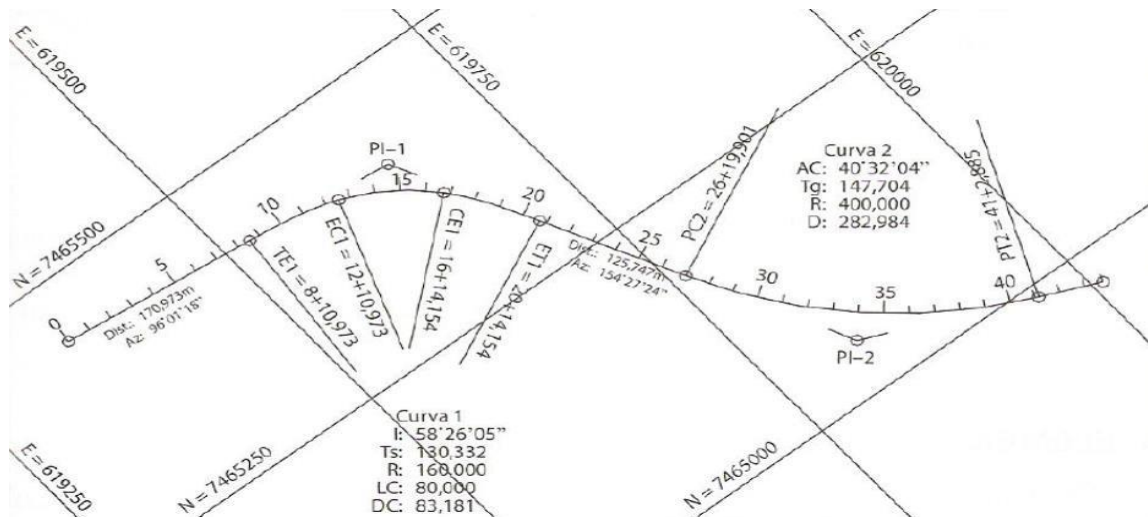 E = 619500
E = 619750
E = 620000
N = 7465500
PI-1
0
5
10
15
20
25
30
35
40
Dist.: 170,973m
Az: 96°01'18"
TE1 = 8+10,973
EC1 = 12+10,973
CE1 = 16+14,154
ET1 = 20+14,154
Dist.: 125,747m
Az: 154°27'24"
PC2 = 26+19,901
Curva 2
AC: 40°32'04"
Tg: 147,704
R: 400,000
D: 282,984
PT2 = 41+2,885
PI-2
Curva 1
I: 58°26'05"
Ts: 130,332
R: 160,000
LC: 80,000
DC: 83,181
E = 619250
N = 7465250
N = 7465000